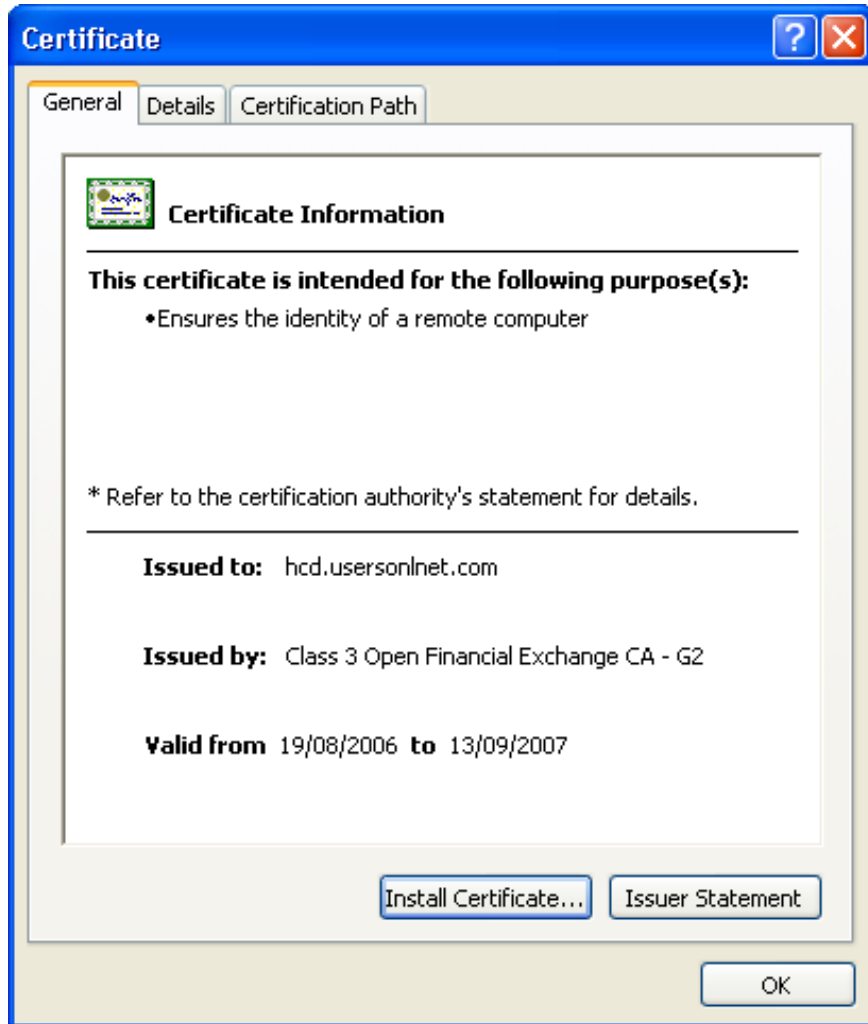 Certificate
General Details Certification Path
Certificate Information
This certificate is intended for the following purpose(s):
•Ensures the identity of a remote computer
* Refer to the certification authority's statement for details.
Issued to: hcd.usersonlnet.com
Issued by: Class 3 Open Financial Exchange CA - G2
Valid from 19/08/2006 to 13/09/2007
Install Certificate... Issuer Statement
OK